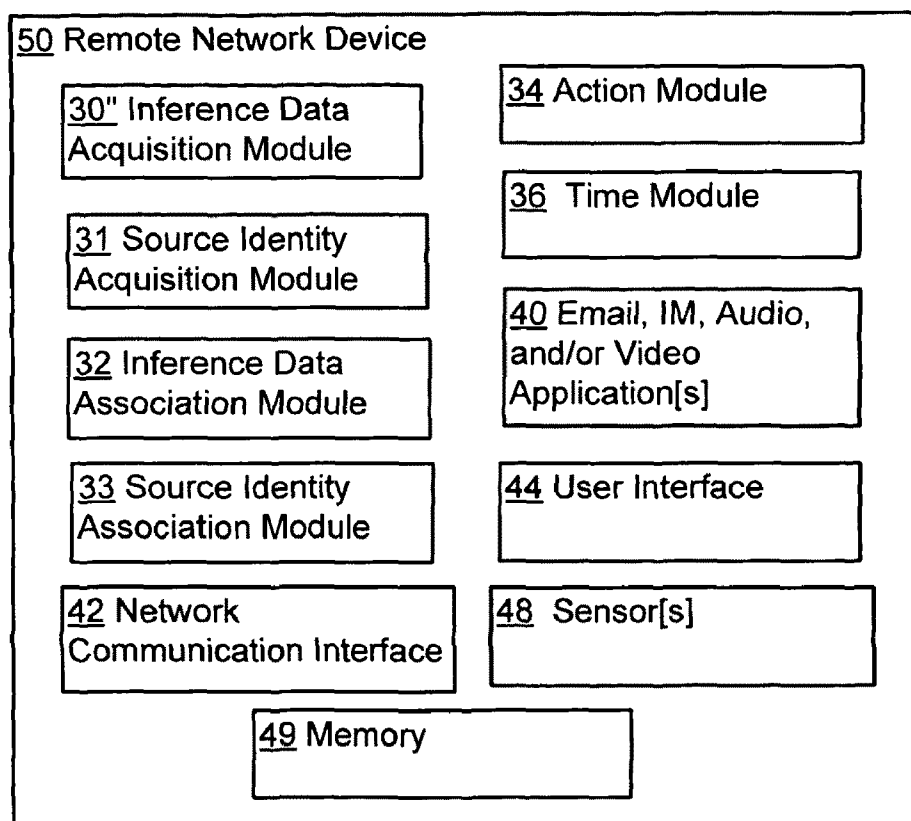 50 Remote Network Device
30" Inference Data
Acquisition Module
31 Source Identity
Acquisition Module
32 Inference Data
Association Module
33 Source Identity
Association Module
42 Network
Communication Interface
34 Action Module
36 Time Module
40 Email, IM, Audio,
and/or Video
Application[s]
44 User Interface
48 Sensor[s]
49 Memory